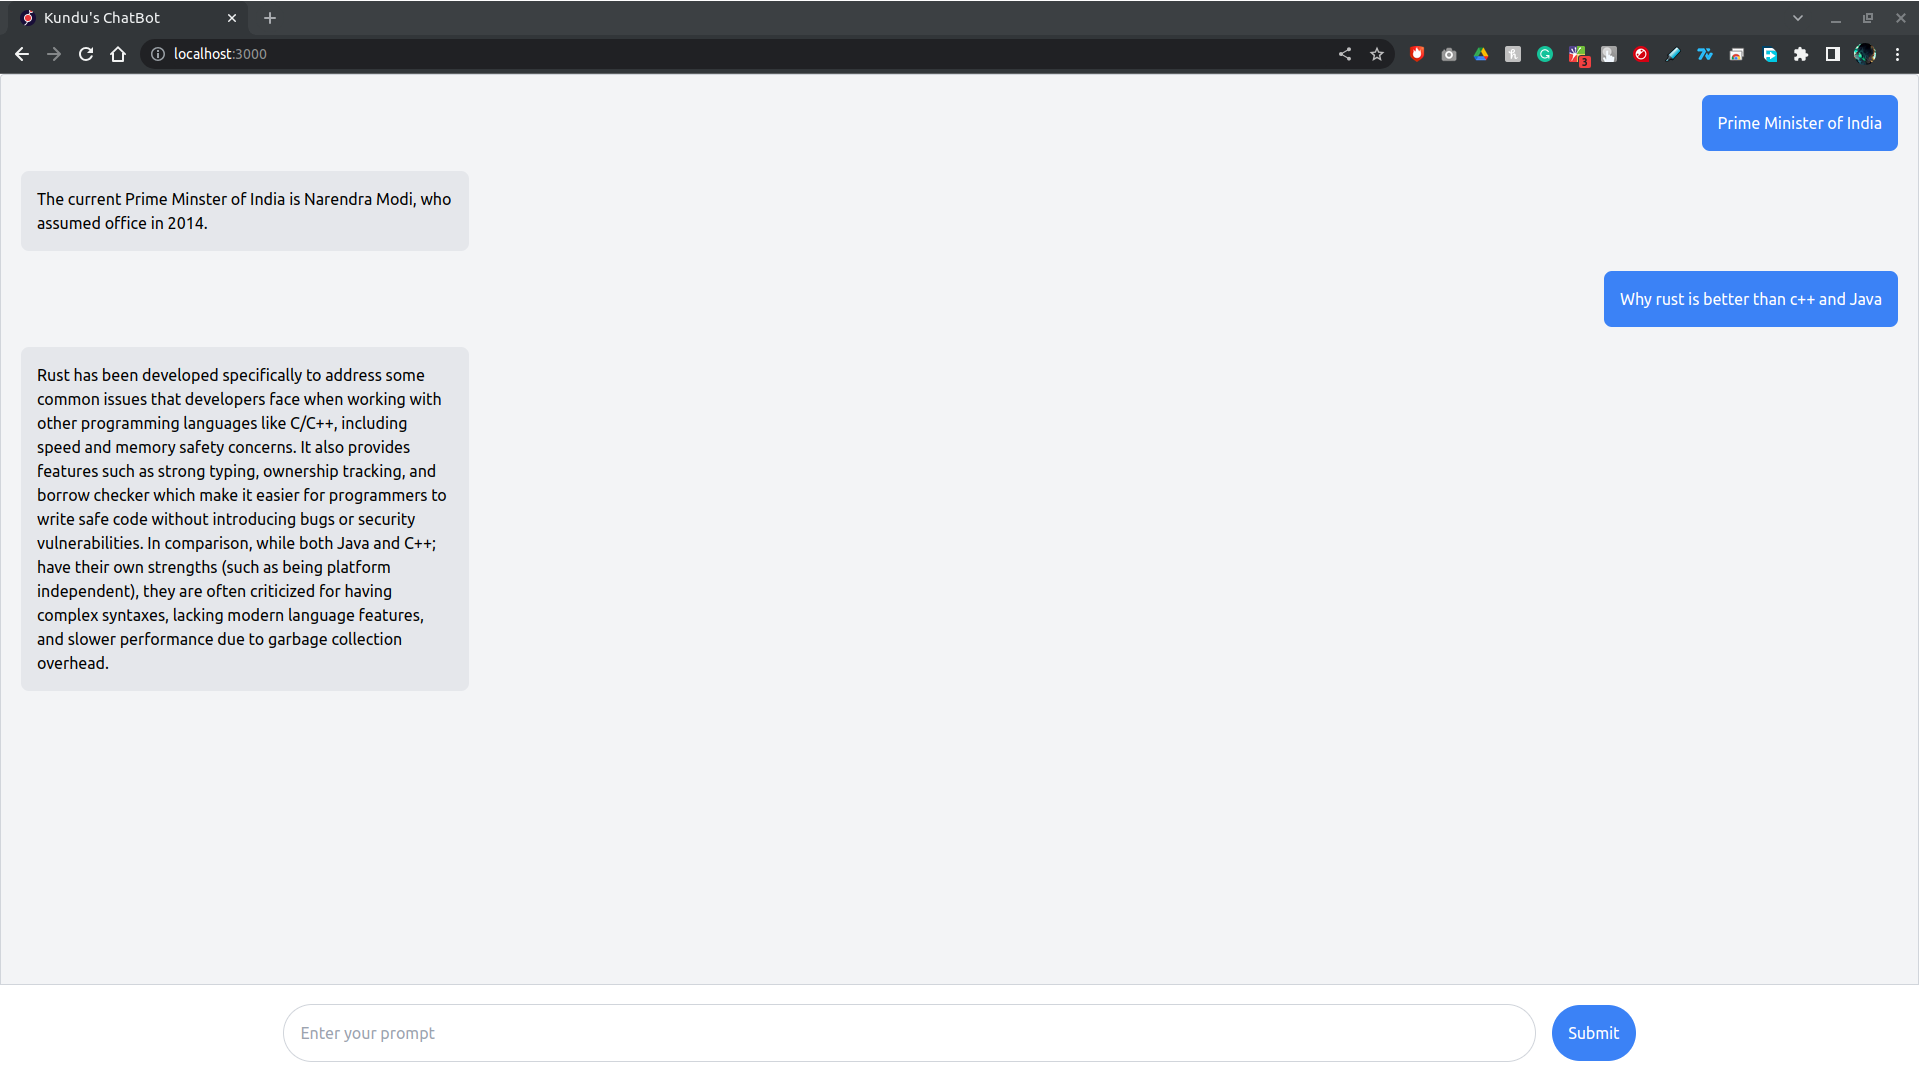 Kundu's ChatBot
localhost:3000
3
Prime Minister of India
The current Prime Minster of India is Narendra Modi, who
assumed office in 2014.
Why rust is better than c++ and Java
Rust has been developed specifically to address some
common issues that developers face when working with
other programming languages like C/C++, including
speed and memory safety concerns. It also provides
features such as strong typing, ownership tracking, and
borrow checker which make it easier for programmers to
write safe code without introducing bugs or security
vulnerabilities. In comparison, while both Java and C++;
have their own strengths (such as being platform
independent), they are often criticized for having
complex syntaxes, lacking modern language features,
and slower performance due to garbage collection
overhead.
Enter your prompt
Submit